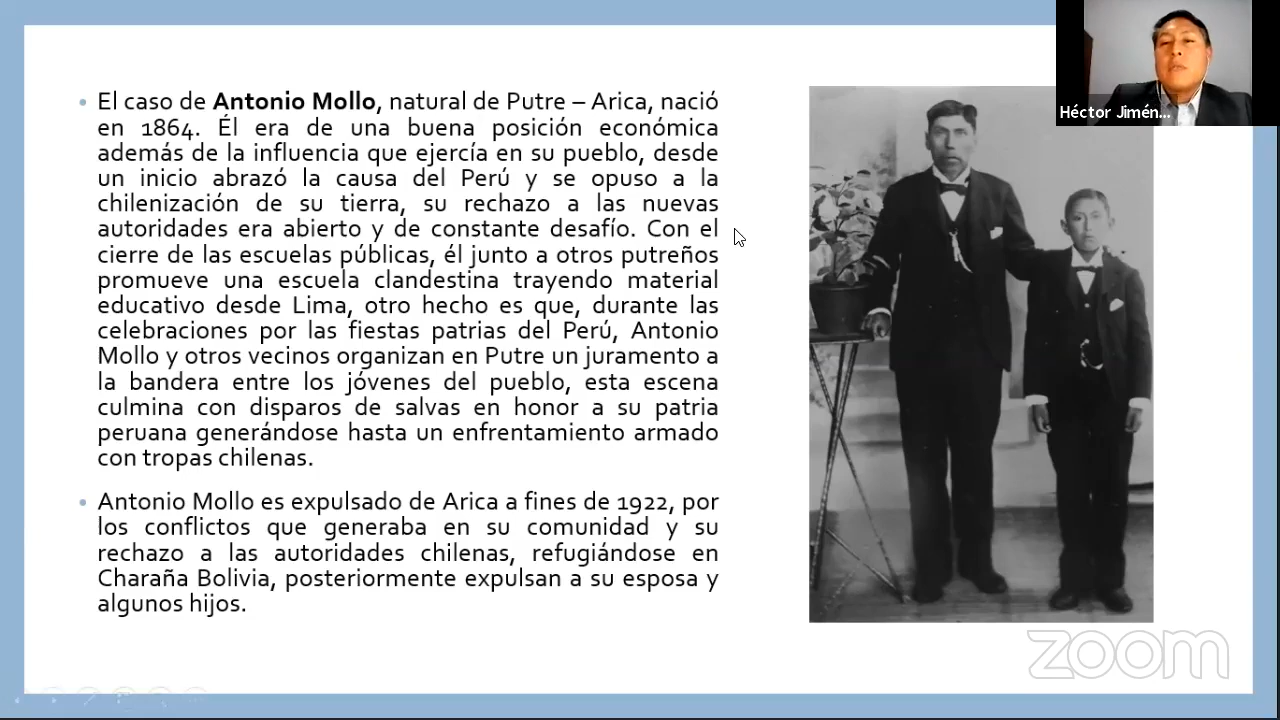 El caso de Antonio Mollo, natural de Putre – Arica, nació
en 1864. Él era de una buena posición económica
además de la influencia que ejercía en su pueblo, desde
un inicio abrazó la causa del Perú y se opuso a la
chilenización de su tierra, su rechazo a las nuevas
autoridades era abierto y de constante desafío. Con el
cierre de las escuelas públicas, él junto a otros putreños
promueve una escuela clandestina trayendo material
educativo desde Lima, otro hecho es que, durante las
celebraciones por las fiestas patrias del Perú, Antonio
Mollo y otros vecinos organizan en Putre un juramento a
la bandera entre los jóvenes del pueblo, esta escena
culmina con disparos de salvas en honor a su patria
peruana generándose hasta un enfrentamiento armado
con tropas chilenas.
Antonio Mollo es expulsado de Arica a fines de 1922, por
los conflictos que generaba en su comunidad y su
rechazo a las autoridades chilenas, refugiándose en
Charaña Bolivia, posteriormente expulsan a su esposa y
algunos hijos.
Héctor Jimén...
zoom